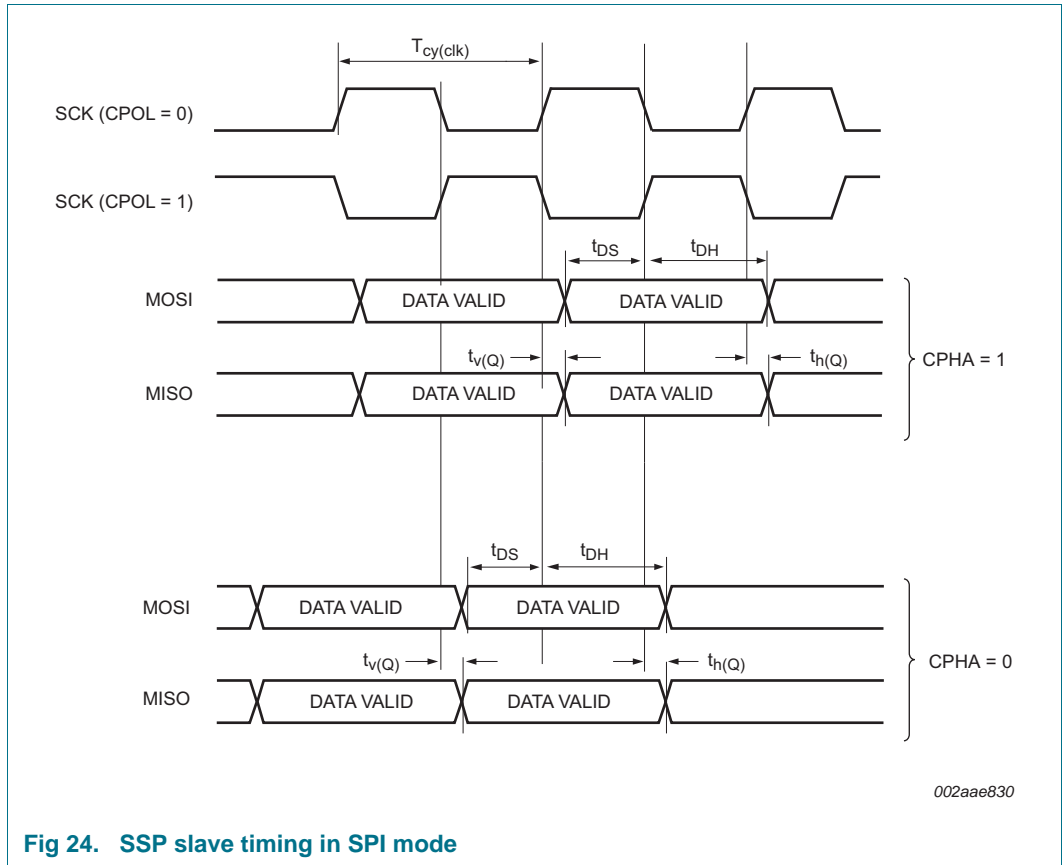 Tcy(clk)
SCK (CPOL = 0)
SCK (CPOL = 1)
tDS tDH
MOSI DATA VALID DATA VALID
tv(Q) th(Q)
CPHA = 1
MISO DATA VALID DATA VALID
tDS tDH
MOSI DATA VALID DATA VALID
tv(Q) th(Q)
CPHA = 0
MISO DATA VALID DATA VALID
002aae830
Fig 24. SSP slave timing in SPI mode